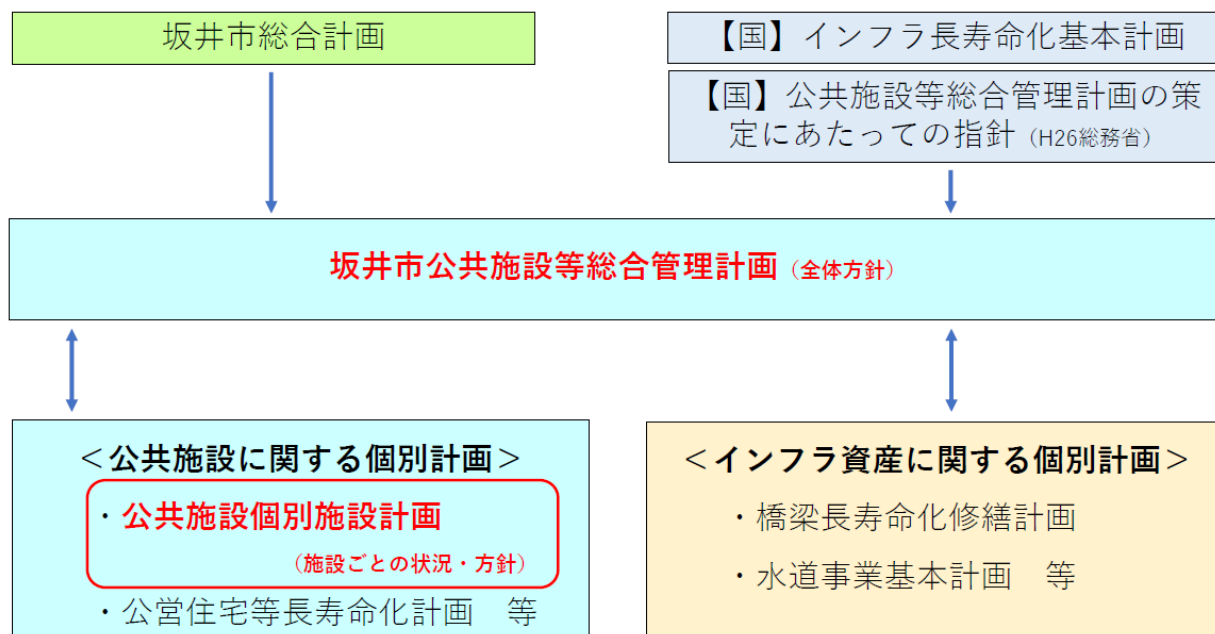 坂井市総合計画
【国】インフラ長寿命化基本計画
【国】公共施設等総合管理計画の策
定にあたっての指針（H26総務省）
坂井市公共施設等総合管理計画（全体方針）
＜公共施設に関する個別計画＞
・公共施設個別施設計画
（施設ごとの状況・方針）
・公営住宅等長寿命化計画　等
＜インフラ資産に関する個別計画＞
・橋梁長寿命化修繕計画
・水道事業基本計画　等